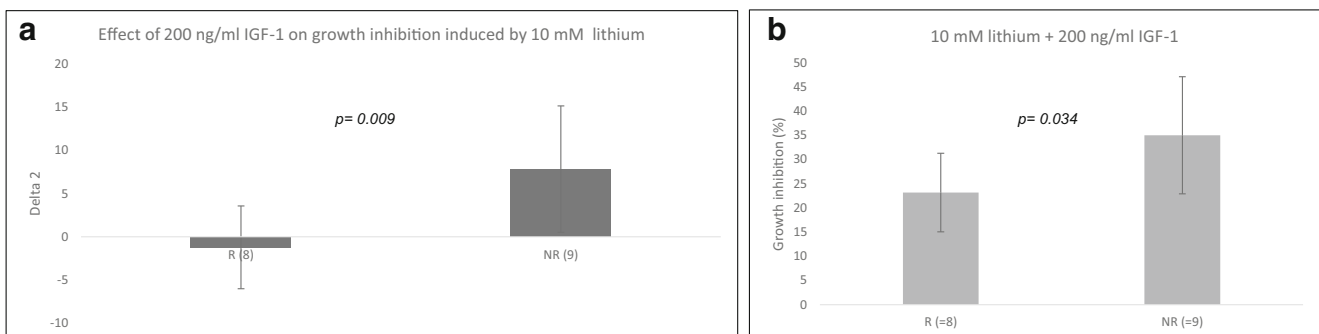 a
Effect of 200 ng/ml IGF-1 on growth inhibition induced by 10 mM lithium
20
15
p= 0.009
10
Delta 2
5
0
R (8)
NR (9)
-5
-10
b
10 mM lithium + 200 ng/ml IGF-1
50
45
40
p= 0.034
35
30
25
20
15
10
5
0
Growth inhibition (%)
R (=8)
NR (=9)